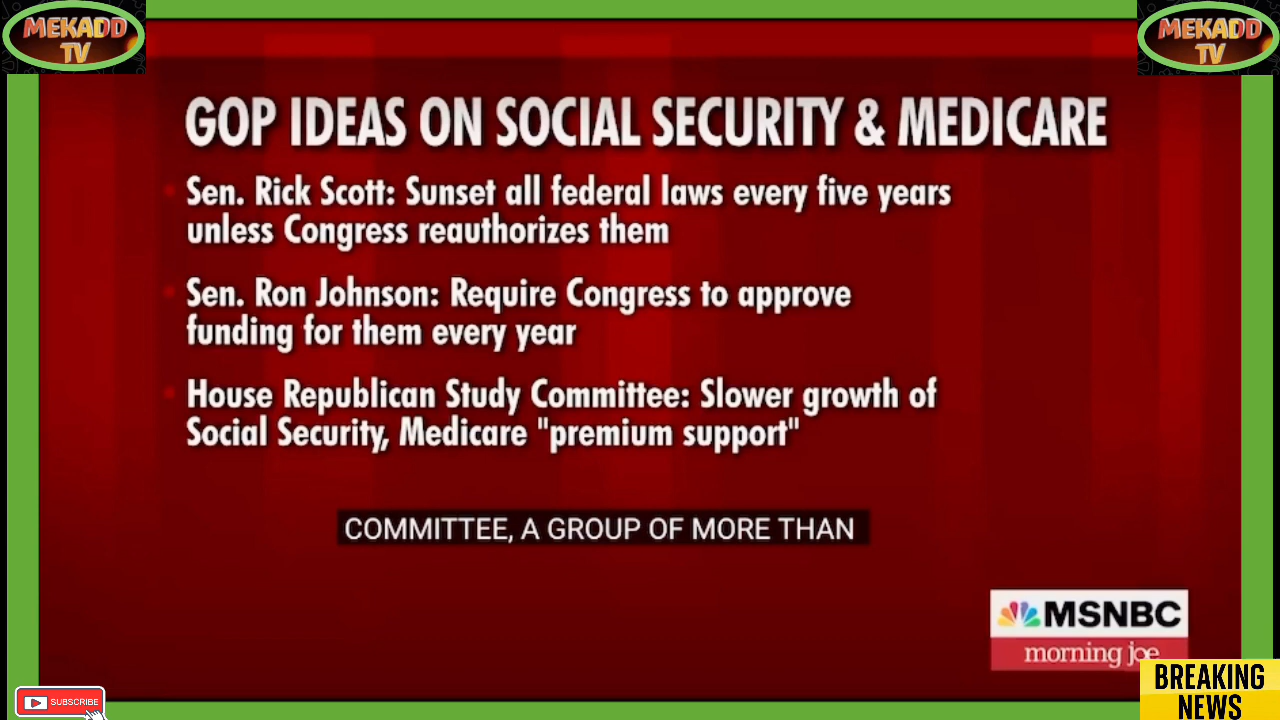 MEKADD
TV
MEKADD
TV
GOP IDEAS ON SOCIAL SECURITY & MEDICARE
Sen. Rick Scott: Sunset all federal laws every five years
unless Congress reauthorizes them
Sen. Ron Johnson: Require Congress to approve
funding for them every year
House Republican Study Committee: Slower growth of
Social Security, Medicare "premium support"
COMMITTEE, A GROUP OF MORE THAN
MSNBC
morning joe
BREAKING
NEWS
SUBSCRIBE